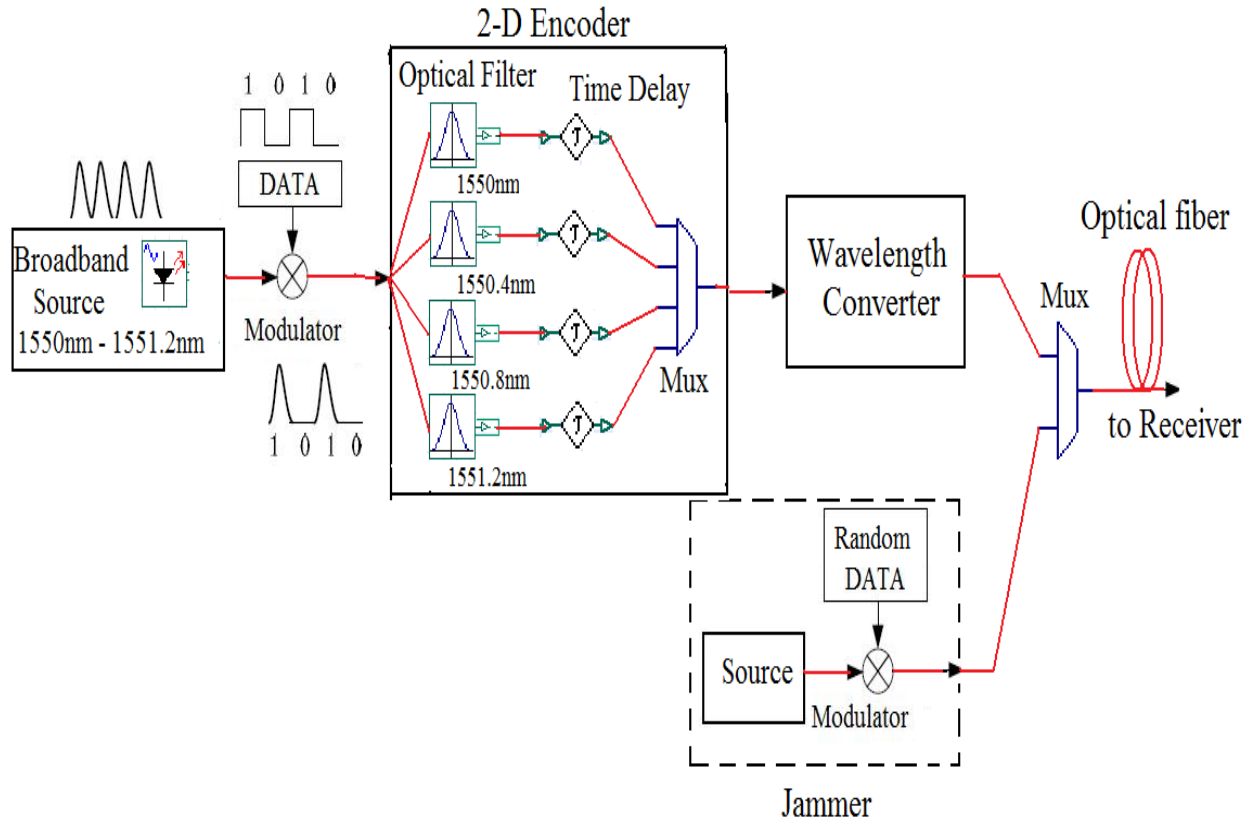 2-D Encoder
1 0 1 0
Optical Filter
Time Delay
DATA
1550nm
T
Broadband
Source
1550nm - 1551.2nm
Modulator
1550.4nm
T
1 0 1 0
1550.8nm
T
1551.2nm
T
Mux
Wavelength
Converter
Optical fiber
Mux
to Receiver
Random
DATA
Source
Modulator
Jammer